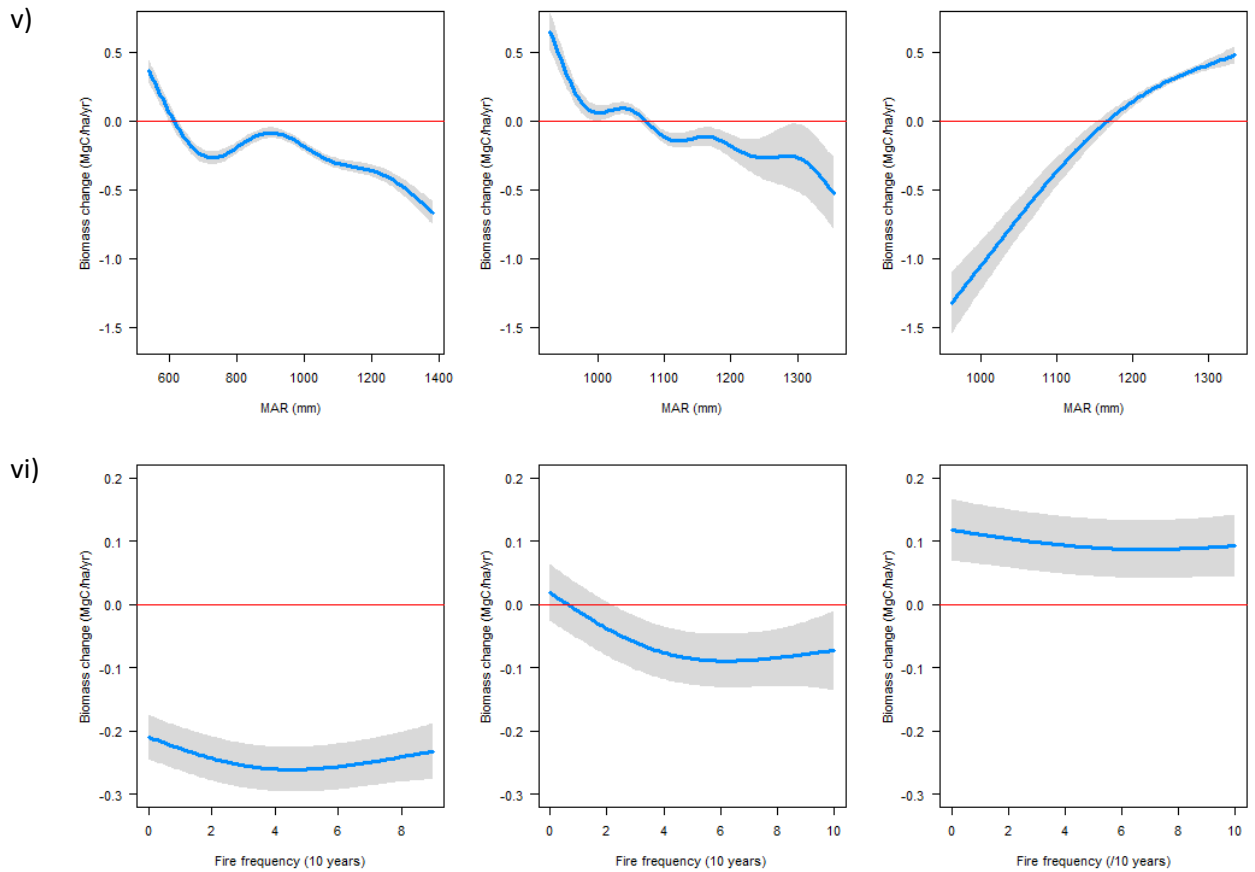 v)
Biomass change (MgC/ha/yr)
0.5
0.0
-0.5
-1.0
-1.5
600 800 1000 1200 1400
MAR (mm)
Biomass change (MgC/ha/yr)
0.5
0.0
-0.5
-1.0
-1.5
1000 1100 1200 1300
MAR (mm)
Biomass change (MgC/ha/yr)
0.5
0.0
-0.5
-1.0
-1.5
1000 1100 1200 1300
MAR (mm)
vi)
Biomass change (MgC/ha/yr)
0.2
0.1
0.0
-0.1
-0.2
-0.3
0 2 4 6 8
Fire frequency (10 years)
Biomass change (MgC/ha/yr)
0.2
0.1
0.0
-0.1
-0.2
-0.3
0 2 4 6 8 10
Fire frequency (10 years)
Biomass change (MgC/ha/yr)
0.2
0.1
0.0
-0.1
-0.2
-0.3
0 2 4 6 8 10
Fire frequency (/10 years)